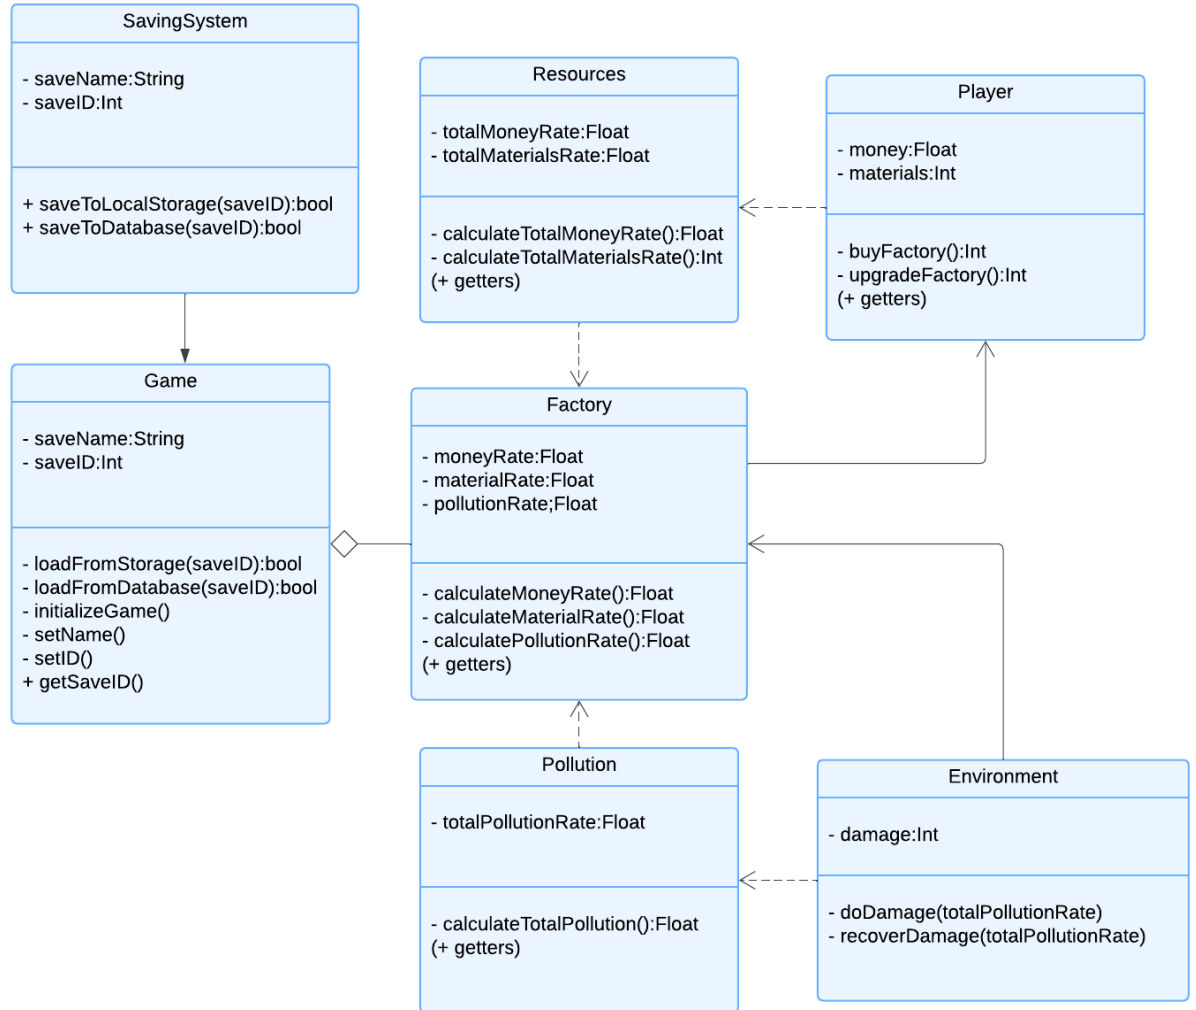 SavingSystem
- saveName:String
- saveID:Int
+ saveToLocalStorage(saveID):bool
+ saveToDatabase(saveID):bool
Resources
- totalMoneyRate:Float
- totalMaterialsRate:Float
- calculateTotalMoneyRate():Float
- calculateTotalMaterialsRate():Int
(+ getters)
Player
- money:Float
- materials:Int
- buyFactory():Int
- upgradeFactory():Int
(+ getters)
Game
- saveName:String
- saveID:Int
- loadFromStorage(saveID):bool
- loadFromDatabase(saveID):bool
- initializeGame()
- setName()
- setID()
+ getSaveID()
Factory
- moneyRate:Float
- materialRate:Float
- pollutionRate;Float
- calculateMoneyRate():Float
- calculateMaterialRate():Float
- calculatePollutionRate():Float
(+ getters)
Pollution
- totalPollutionRate:Float
- calculateTotalPollution():Float
(+ getters)
Environment
- damage:Int
- doDamage(totalPollutionRate)
- recoverDamage(totalPollutionRate)